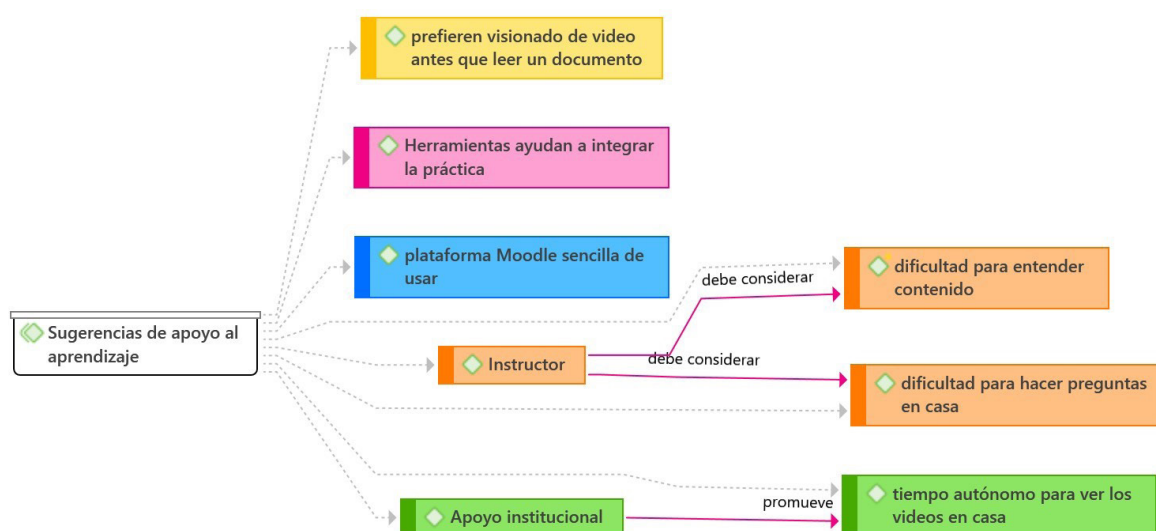 prefieren visionado de video
antes que leer un documento
Herramientas ayudan a integrar
la práctica
plataforma Moodle sencilla de
usar
debe considerar
dificultad para entender
contenido
Sugerencias de apoyo al
aprendizaje
Instructor
debe considerar
dificultad para hacer preguntas
en casa
Apoyo institucional
promueve
tiempo autónomo para ver los
videos en casa